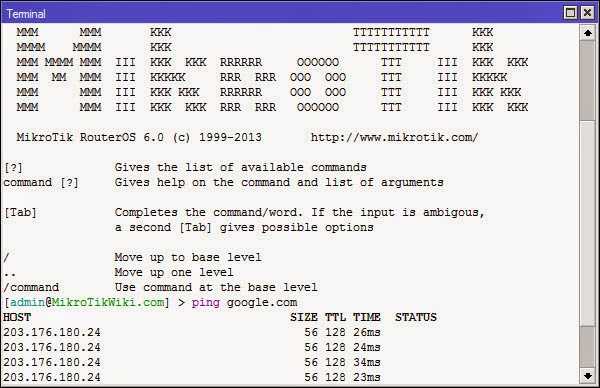 Terminal
MMM      MMM       KKK                          TTTTTTTTTTT      KKK
MMMM    MMMM       KKK                          TTTTTTTTTTT      KKK
MMM MMMM MMM  III  KKK  KKK  RRRRRR     OOOOOO      TTT     III  KKK  KKK
MMM  MM  MMM  III  KKKKK     RRR  RRR  OOO  OOO     TTT     III  KKKKK
MMM      MMM  III  KKK KKK   RRRRRR    OOO  OOO     TTT     III  KKK KKK
MMM      MMM  III  KKK  KKK  RRR  RRR   OOOOOO      TTT     III  KKK  KKK
MikroTik RouterOS 6.0 (c) 1999-2013       http://www.mikrotik.com/
[?]             Gives the list of available commands
command [?]     Gives help on the command and list of arguments
[Tab]           Completes the command/word. If the input is ambigous,
                a second [Tab] gives possible options
/               Move up to base level
..              Move up one level
/command        Use command at the base level
[admin@MikroTikWiki.com] > ping google.com
HOST                                     SIZE TTL TIME  STATUS
203.176.180.24                             56 128 26ms
203.176.180.24                             56 128 24ms
203.176.180.24                             56 128 34ms
203.176.180.24                             56 128 23ms